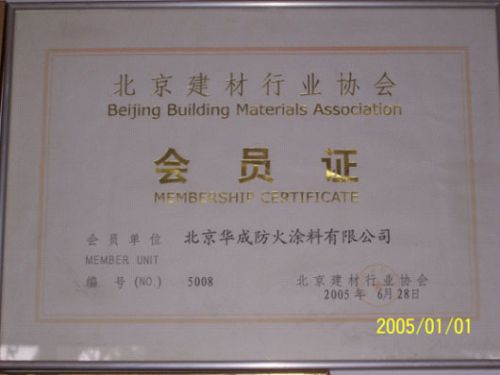 北京建材行业协会
Beijing Building Materials Association
会员证
MEMBERSHIP CERTIFICATE
会员单位 北京华成防火涂料有限公司
MEMBER UNIT
编号(NO.) 5008
北京建材行业协会
2005年 6月28日
2005/01/01